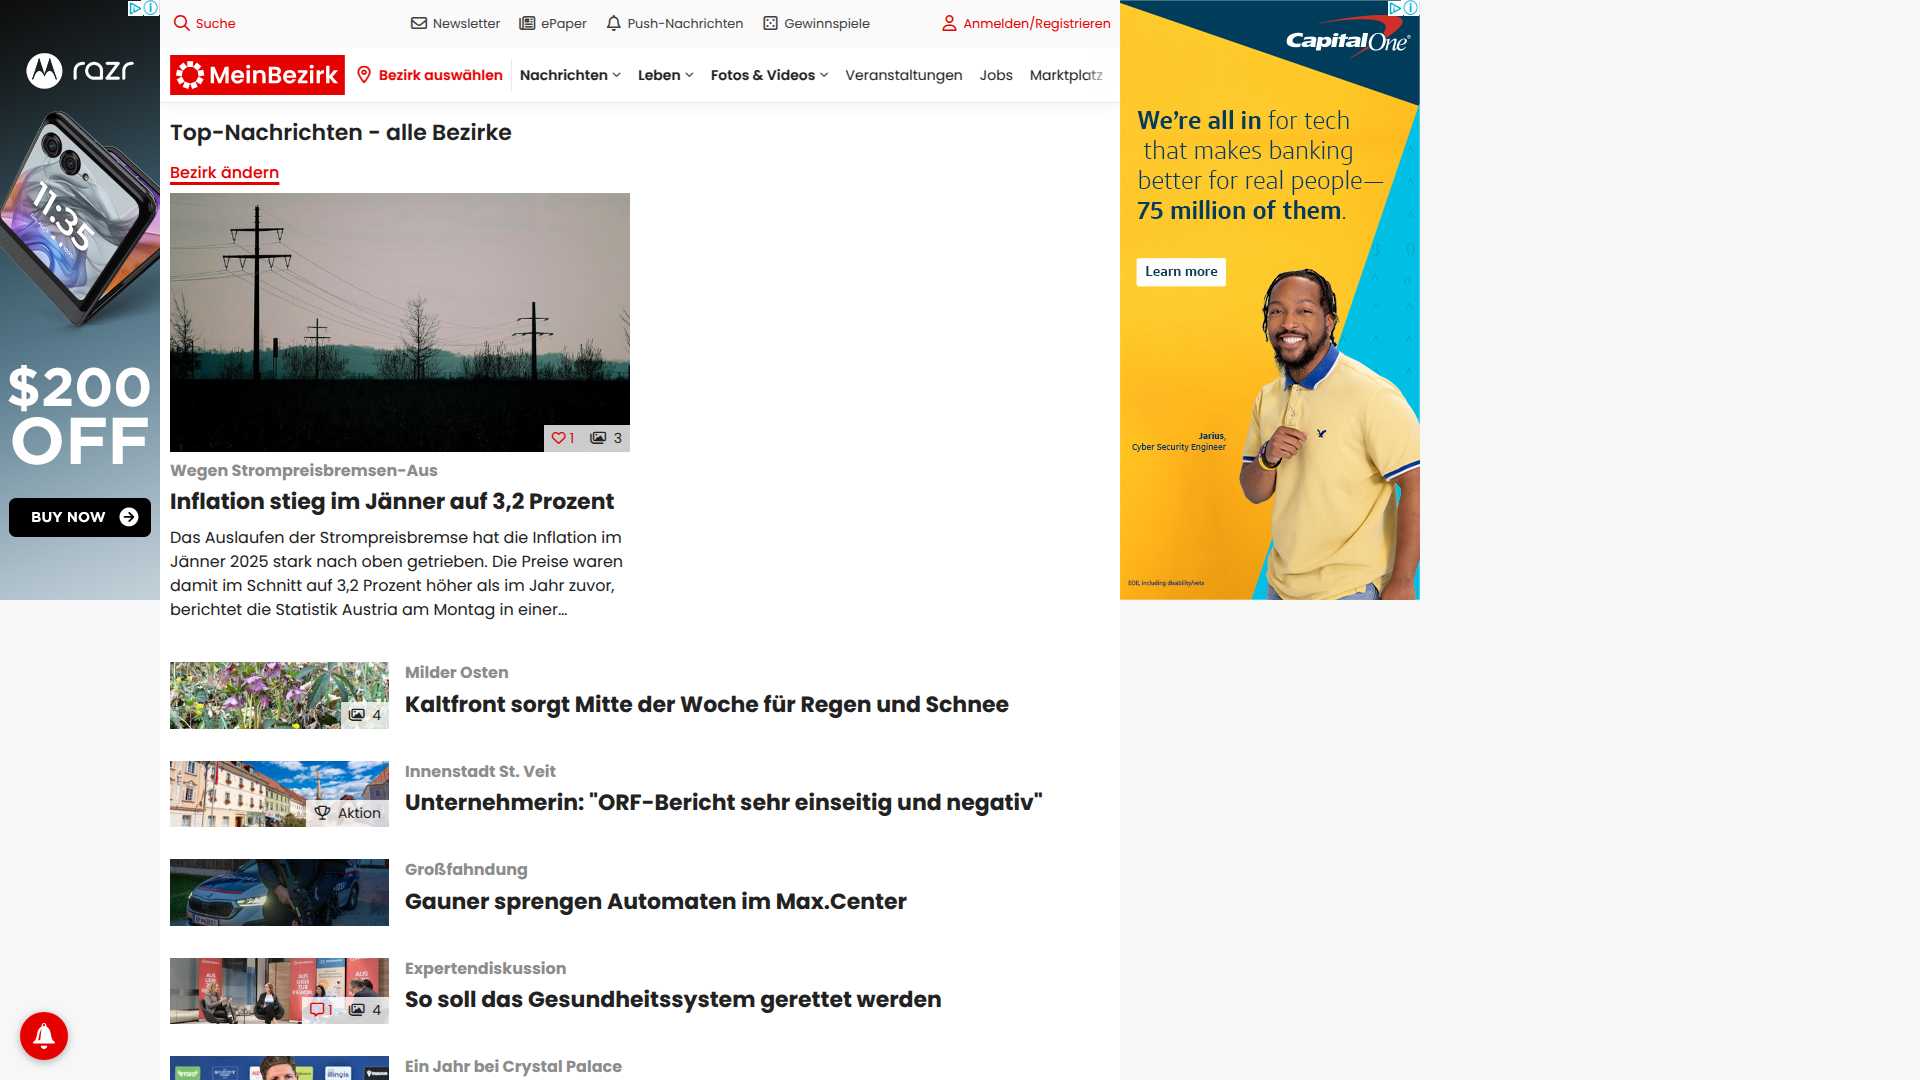 razr
11:35
$200
OFF
BUY NOW
Suche
Newsletter
ePaper
Push-Nachrichten
Gewinnspiele
Anmelden/Registrieren
MeinBezirk
Bezirk auswählen
Nachrichten
Leben
Fotos & Videos
Veranstaltungen
Jobs
Marktplatz
Top-Nachrichten - alle Bezirke
Bezirk ändern
1
3
Wegen Strompreisbremsen-Aus
Inflation stieg im Jänner auf 3,2 Prozent
Das Auslaufen der Strompreisbremse hat die Inflation im
Jänner 2025 stark nach oben getrieben. Die Preise waren
damit im Schnitt auf 3,2 Prozent höher als im Jahr zuvor,
berichtet die Statistik Austria am Montag in einer...
4
Milder Osten
Kaltfront sorgt Mitte der Woche für Regen und Schnee
Aktion
Innenstadt St. Veit
Unternehmerin: "ORF-Bericht sehr einseitig und negativ"
Großfahndung
Gauner sprengen Automaten im Max.Center
1
4
Expertendiskussion
So soll das Gesundheitssystem gerettet werden
Ein Jahr bei Crystal Palace
Capital One®
We're all in for tech
that makes banking
better for real people—
75 million of them.
Learn more
Jarius,
Cyber Security Engineer
EOE, including disability/vets